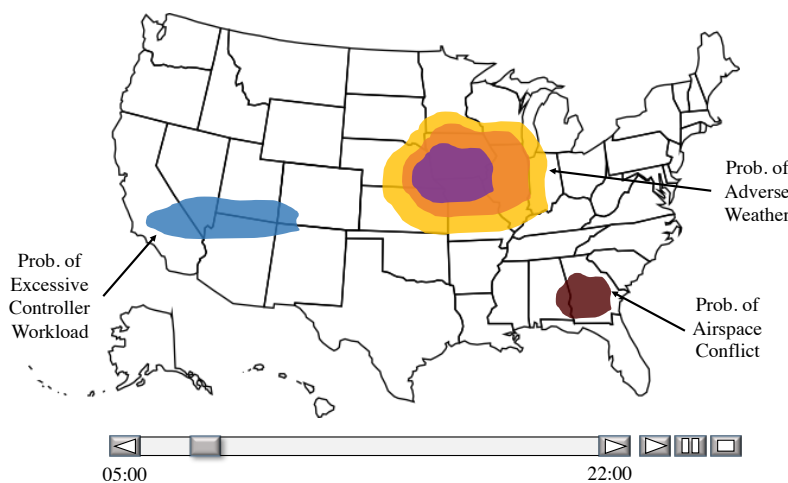 Prob. of
Adverse
Weather
Prob. of
Excessive
Controller
Workload
Prob. of
Airspace
Conflict
05:00
22:00